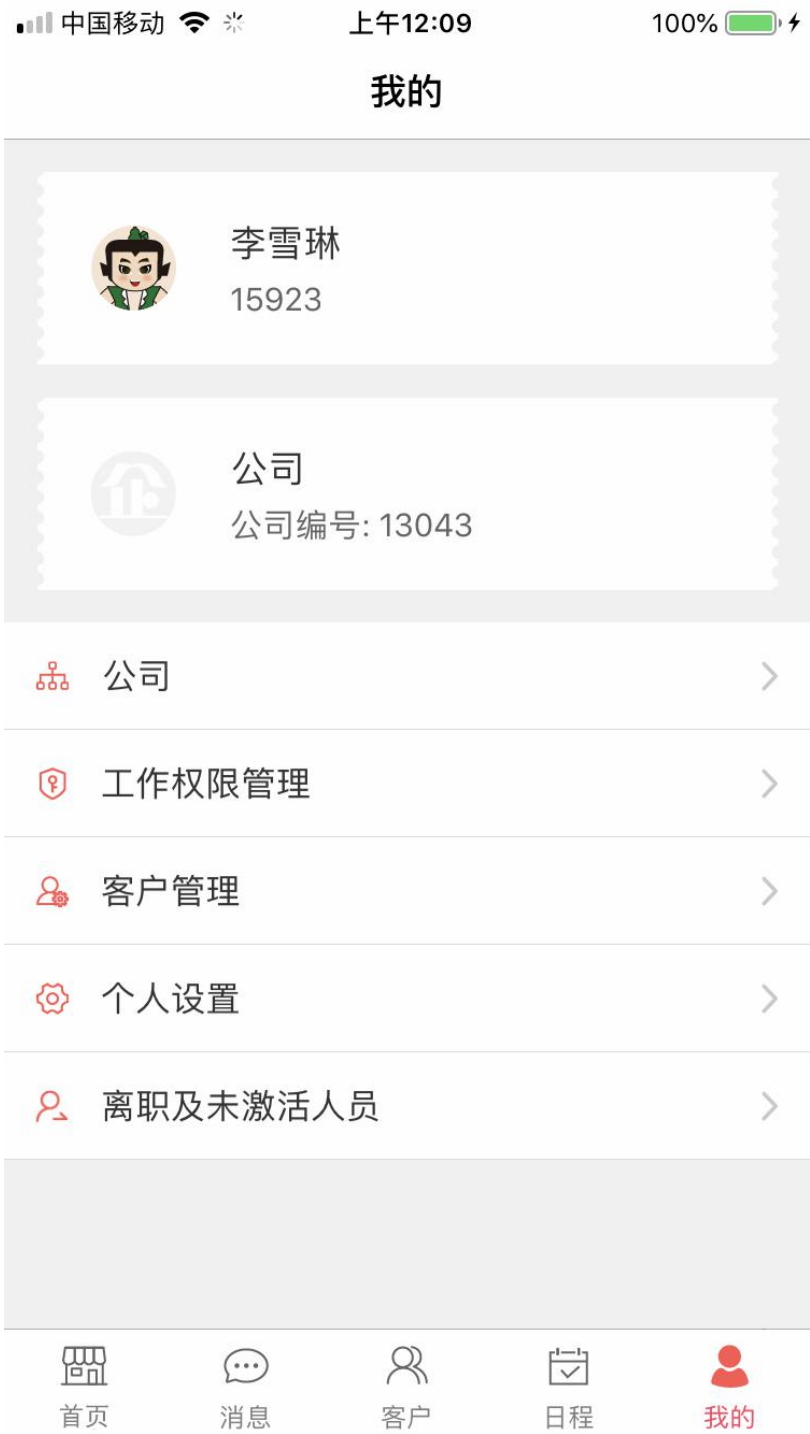 中国移动 上午12:09 100%
我的
李雪琳
15923
公司
公司编号: 13043
公司
工作权限管理
客户管理
个人设置
离职及未激活人员
首页 消息 客户 日程 我的